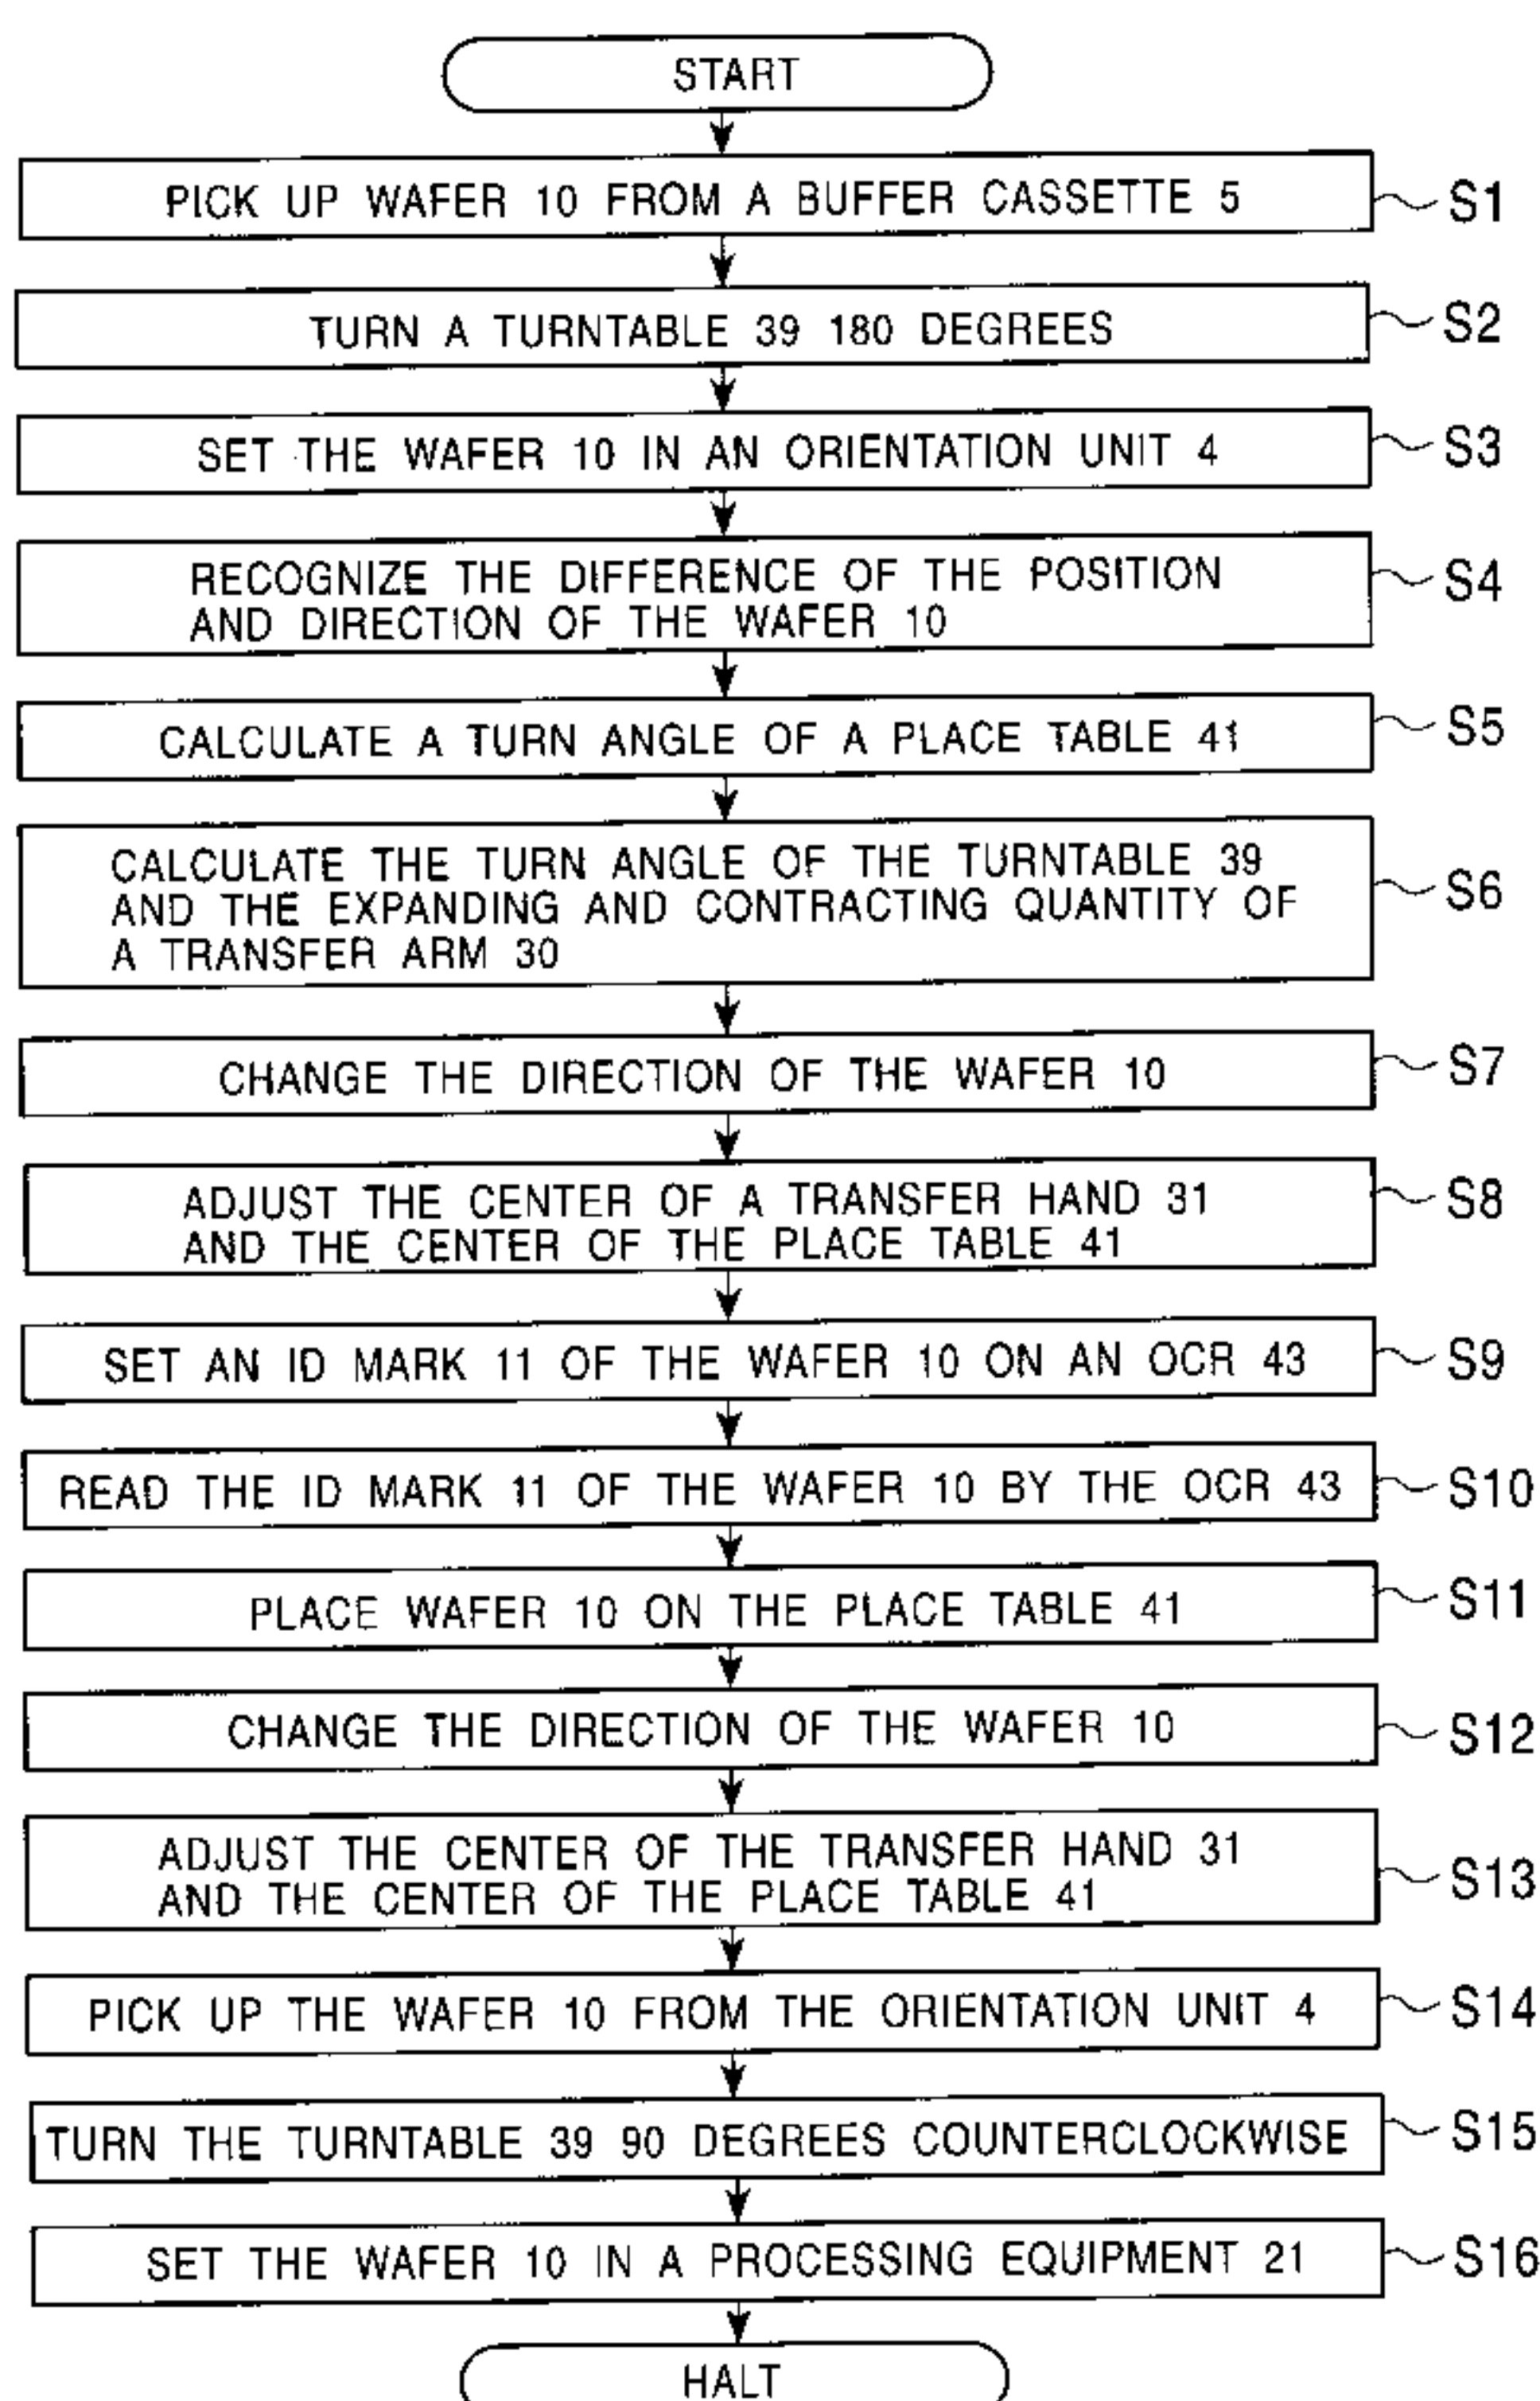 START
PICK UP WAFER 10 FROM A BUFFER CASSETTE 5
S1
TURN A TURNTABLE 39 180 DEGREES
S2
SET THE WAFER 10 IN AN ORIENTATION UNIT 4
S3
RECOGNIZE THE DIFFERENCE OF THE POSITION
AND DIRECTION OF THE WAFER 10
S4
CALCULATE A TURN ANGLE OF A PLACE TABLE 41
S5
CALCULATE THE TURN ANGLE OF THE TURNTABLE 39
AND THE EXPANDING AND CONTRACTING QUANTITY OF
A TRANSFER ARM 30
S6
CHANGE THE DIRECTION OF THE WAFER 10
S7
ADJUST THE CENTER OF A TRANSFER HAND 31
AND THE CENTER OF THE PLACE TABLE 41
S8
SET AN ID MARK 11 OF THE WAFER 10 ON AN OCR 43
S9
READ THE ID MARK 11 OF THE WAFER 10 BY THE OCR 43
S10
PLACE WAFER 10 ON THE PLACE TABLE 41
S11
CHANGE THE DIRECTION OF THE WAFER 10
S12
ADJUST THE CENTER OF THE TRANSFER HAND 31
AND THE CENTER OF THE PLACE TABLE 41
S13
PICK UP THE WAFER 10 FROM THE ORIENTATION UNIT 4
S14
TURN THE TURNTABLE 39 90 DEGREES COUNTERCLOCKWISE
S15
SET THE WAFER 10 IN A PROCESSING EQUIPMENT 21
S16
HALT